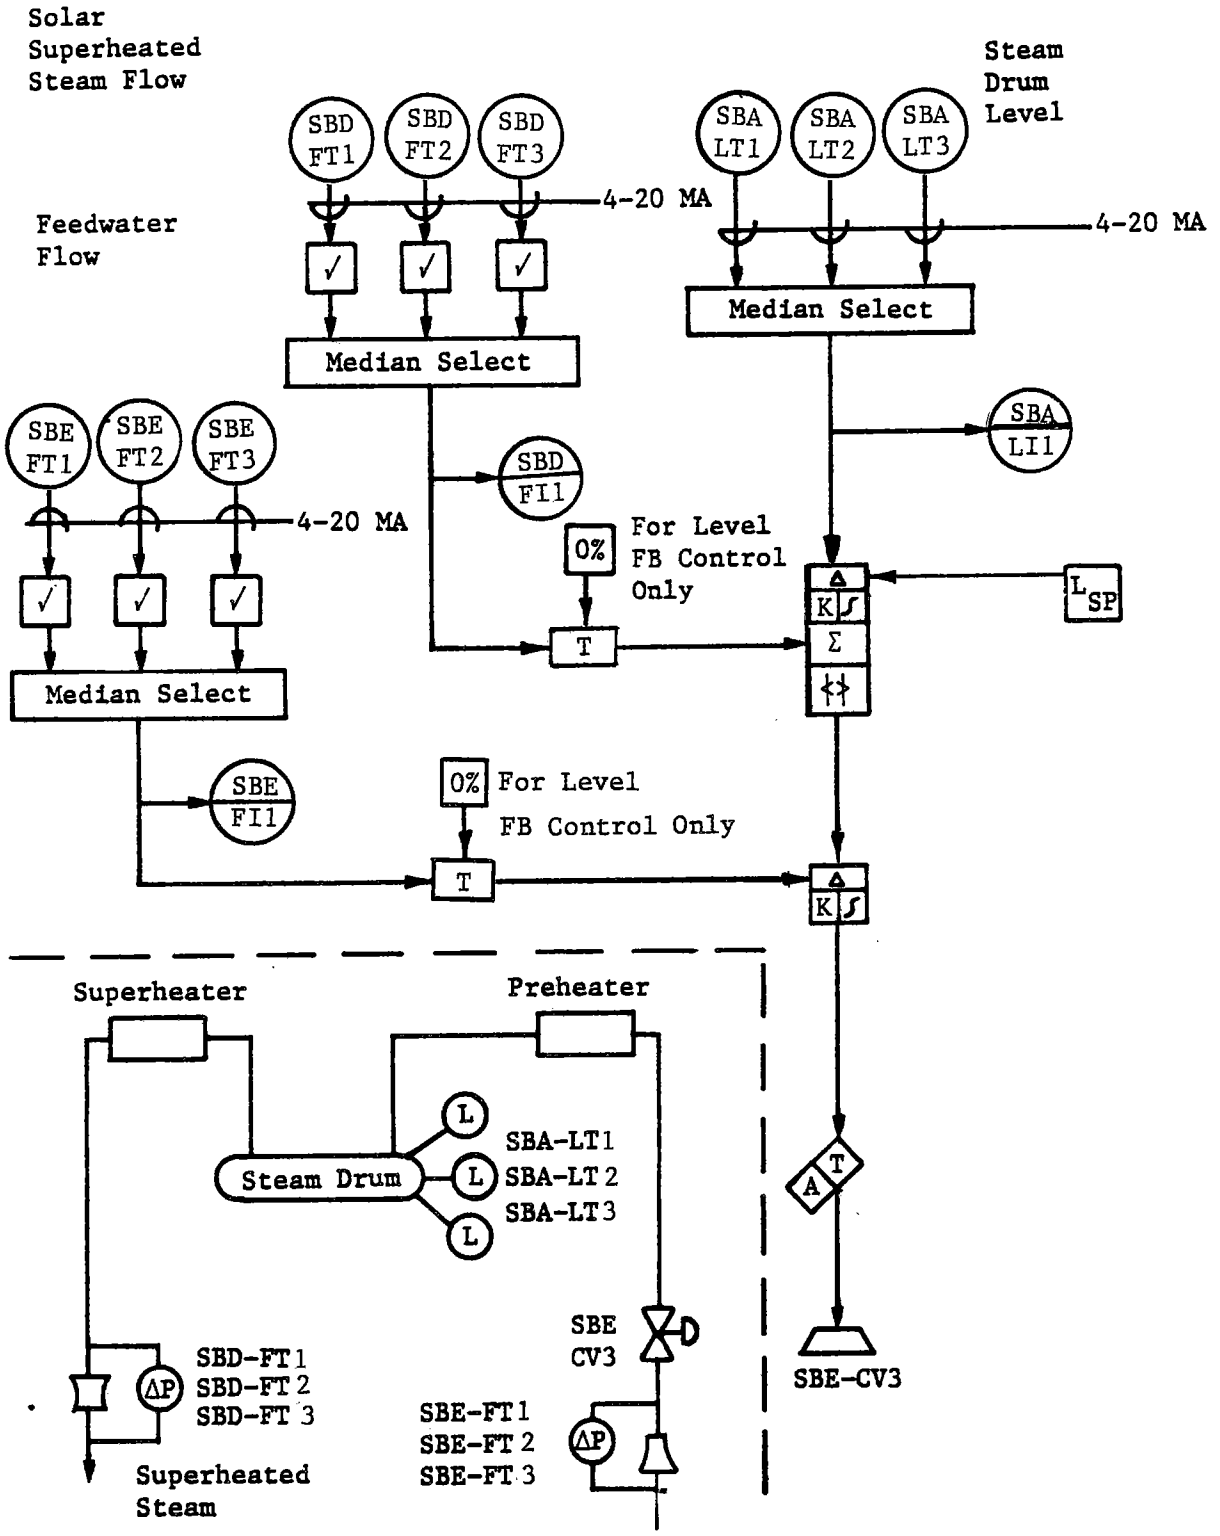 Solar
Superheated
Steam Flow
Steam
Drum
Level
SBD
FT1
SBD
FT2
SBD
FT3
SBA
LT1
SBA
LT2
SBA
LT3
4-20 MA
4-20 MA
Feedwater
Flow
√ √ √
Median Select
Median Select
SBE
FT1
SBE
FT2
SBE
FT3
SBD
FI1
SBA
LI1
4-20 MA
0%
For Level
FB Control
Only
√ √ √
T
Δ
K ∫
Σ
<>
L SP
Median Select
SBE
FI1
0%
For Level
FB Control Only
T
Δ
K ∫
Superheater
Preheater
L
L
L
SBA-LT1
SBA-LT2
SBA-LT3
Steam Drum
A T
SBE
CV3
SBE-CV3
ΔP
SBD-FT1
SBD-FT2
SBD-FT3
ΔP
SBE-FT1
SBE-FT2
SBE-FT3
Superheated
Steam